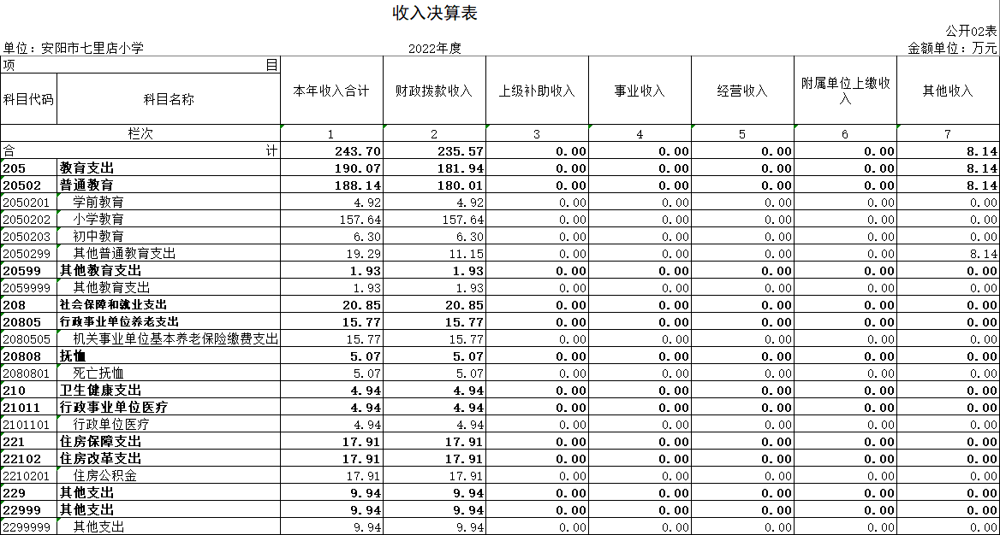 收入决算表
公开02表
单位：安阳市七里店小学 2022年度 金额单位：万元
项 目 本年收入合计 财政拨款收入 上级补助收入 事业收入 经营收入 附属单位上缴收入 其他收入
科目代码 科目名称
栏次 1 2 3 4 5 6 7
合 计 243.70 235.57 0.00 0.00 0.00 0.00 8.14
205 教育支出 190.07 181.94 0.00 0.00 0.00 0.00 8.14
20502 普通教育 188.14 180.01 0.00 0.00 0.00 0.00 8.14
2050201 学前教育 4.92 4.92 0.00 0.00 0.00 0.00 0.00
2050202 小学教育 157.64 157.64 0.00 0.00 0.00 0.00 0.00
2050203 初中教育 6.30 6.30 0.00 0.00 0.00 0.00 0.00
2050299 其他普通教育支出 19.29 11.15 0.00 0.00 0.00 0.00 8.14
20599 其他教育支出 1.93 1.93 0.00 0.00 0.00 0.00 0.00
2059999 其他教育支出 1.93 1.93 0.00 0.00 0.00 0.00 0.00
208 社会保障和就业支出 20.85 20.85 0.00 0.00 0.00 0.00 0.00
20805 行政事业单位养老支出 15.77 15.77 0.00 0.00 0.00 0.00 0.00
2080505 机关事业单位基本养老保险缴费支出 15.77 15.77 0.00 0.00 0.00 0.00 0.00
20808 抚恤 5.07 5.07 0.00 0.00 0.00 0.00 0.00
2080801 死亡抚恤 5.07 5.07 0.00 0.00 0.00 0.00 0.00
210 卫生健康支出 4.94 4.94 0.00 0.00 0.00 0.00 0.00
21011 行政事业单位医疗 4.94 4.94 0.00 0.00 0.00 0.00 0.00
2101101 行政单位医疗 4.94 4.94 0.00 0.00 0.00 0.00 0.00
221 住房保障支出 17.91 17.91 0.00 0.00 0.00 0.00 0.00
22102 住房改革支出 17.91 17.91 0.00 0.00 0.00 0.00 0.00
2210201 住房公积金 17.91 17.91 0.00 0.00 0.00 0.00 0.00
229 其他支出 9.94 9.94 0.00 0.00 0.00 0.00 0.00
22999 其他支出 9.94 9.94 0.00 0.00 0.00 0.00 0.00
2299999 其他支出 9.94 9.94 0.00 0.00 0.00 0.00 0.00